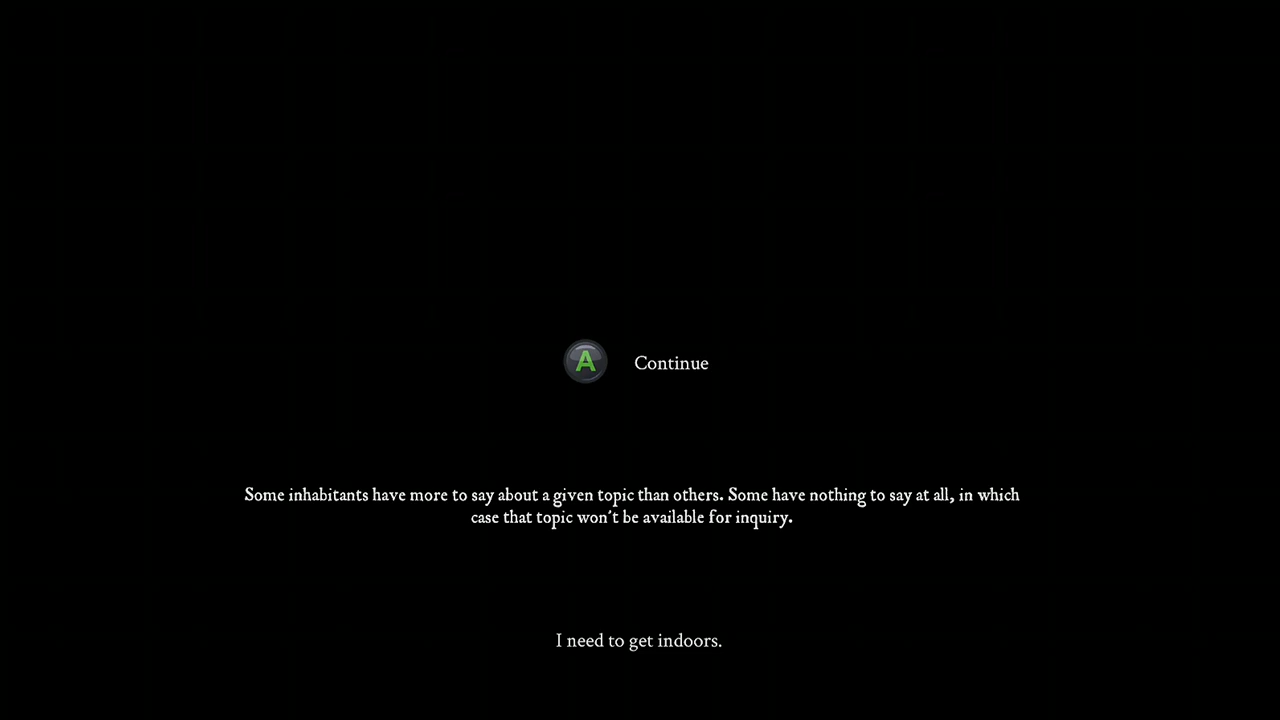 A Continue
Some inhabitants have more to say about a given topic than others. Some have nothing to say at all, in which
case that topic won't be available for inquiry.
I need to get indoors.